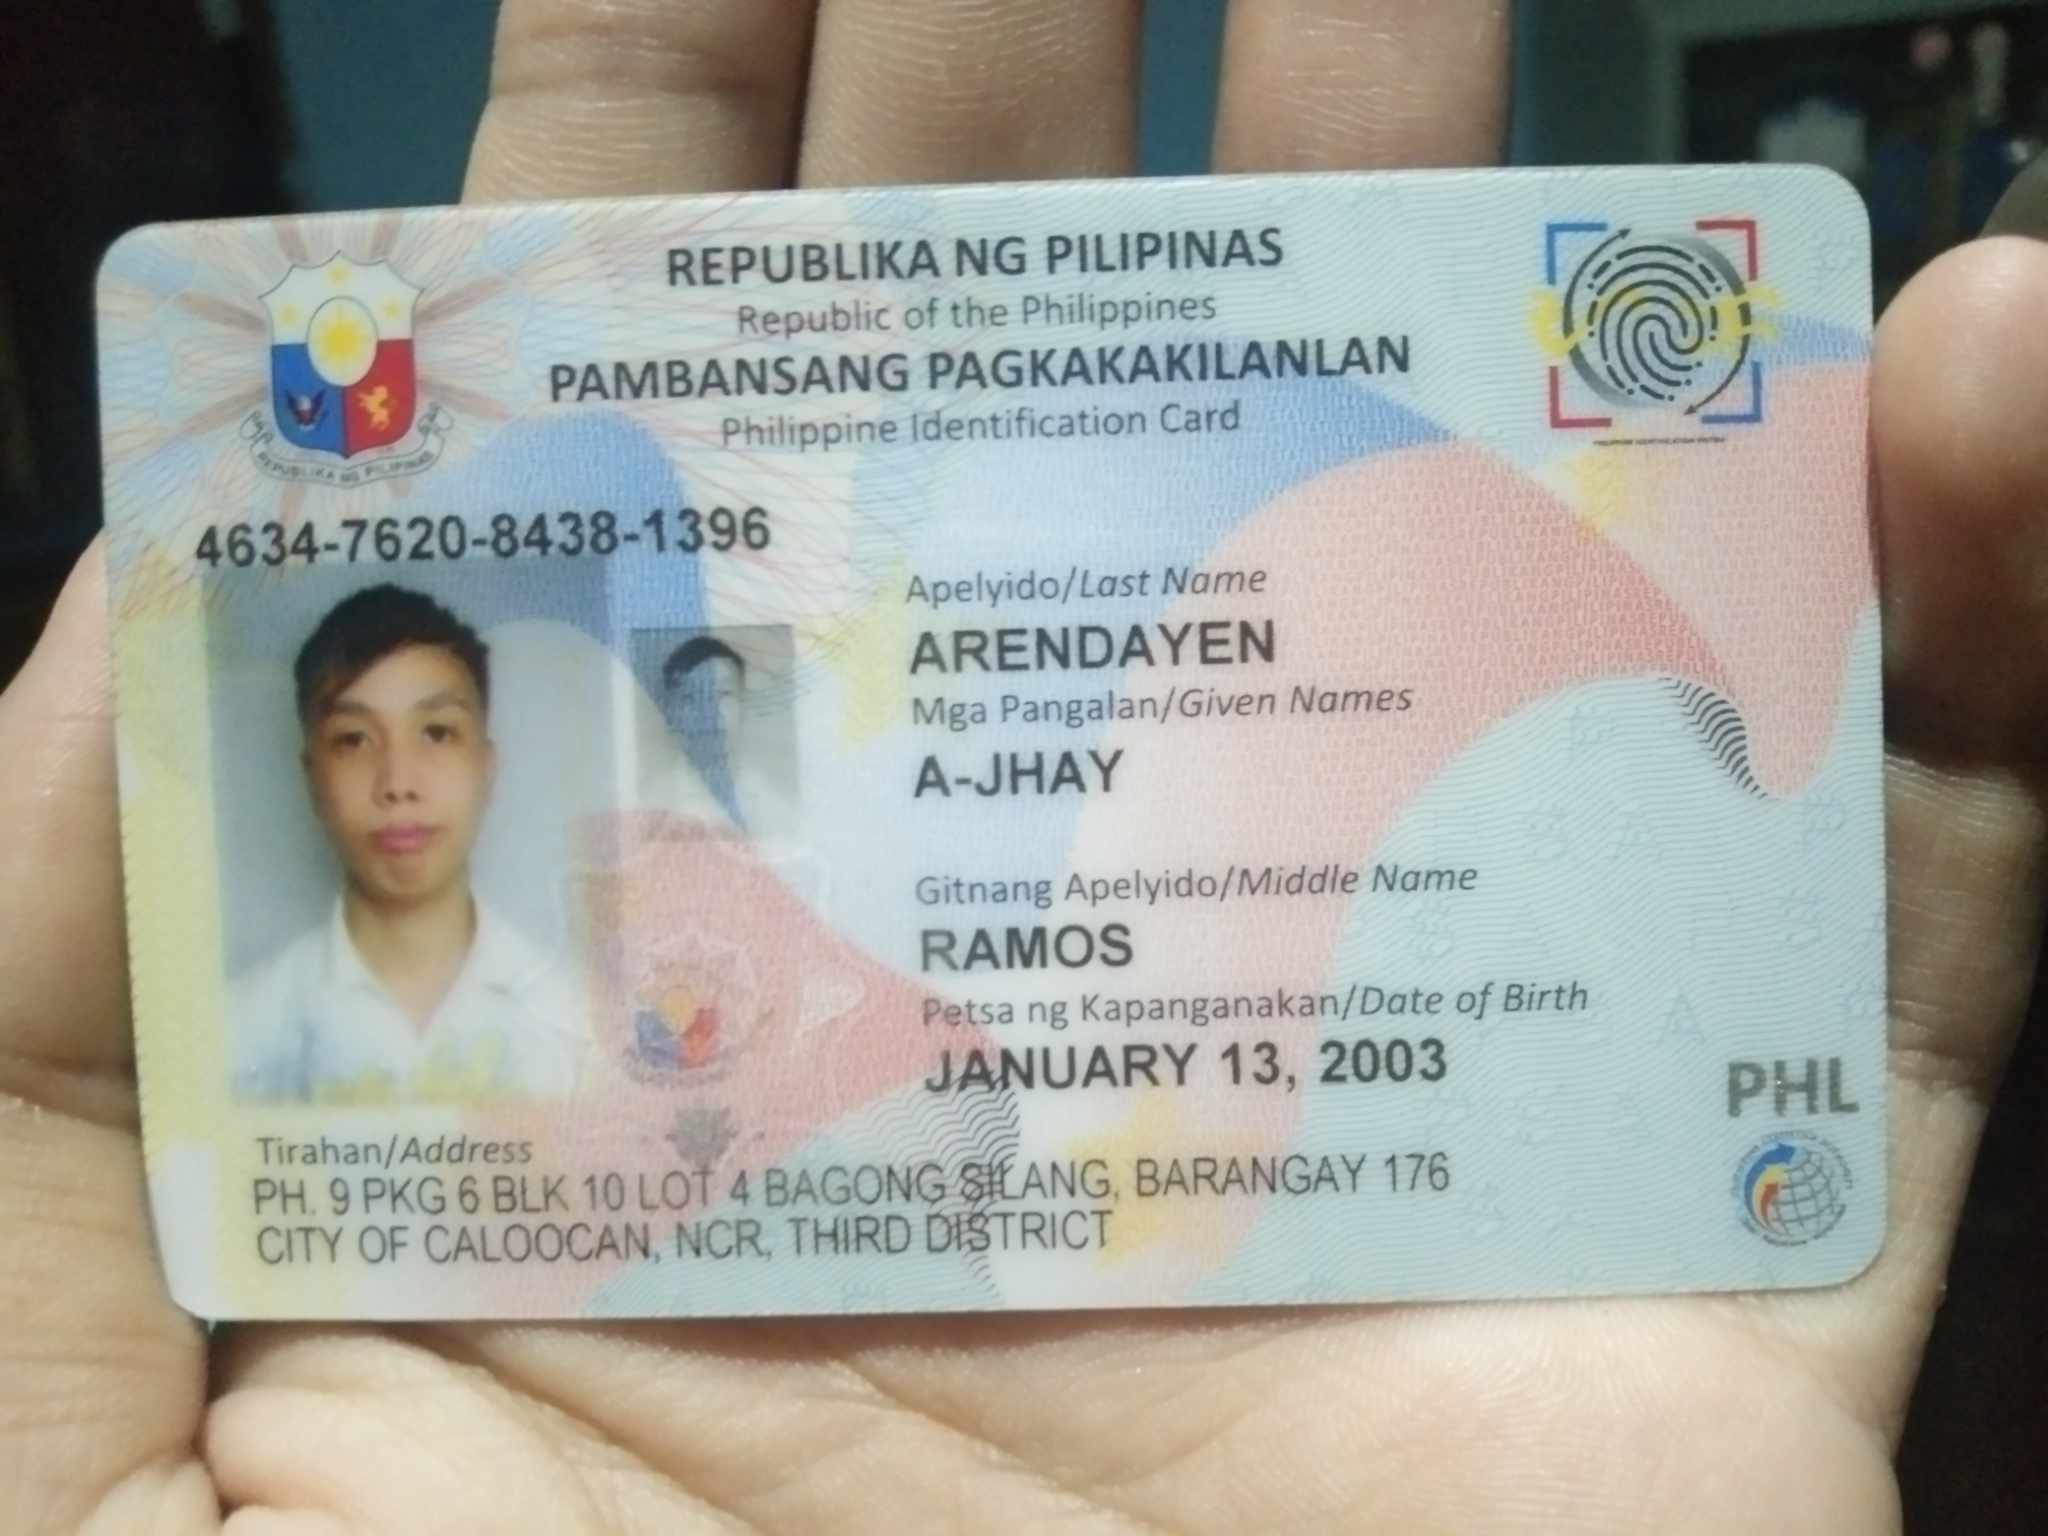 REPUBLIKA NG PILIPINAS
Republic of the Philippines
PAMBANSANG PAGKAKAKILANLAN
Philippine Identification Card
REPUBLIKA NG PILIPINAS
4634-7620-8438-1396
Apelyido/Last Name
ARENDAYEN
Mga Pangalan/Given Names
A-JHAY
Gitnang Apelyido/Middle Name
RAMOS
Petsa ng Kapanganakan/Date of Birth
JANUARY 13, 2003
PHL
Tirahan/Address
PH. 9 PKG 6 BLK 10 LOT 4 BAGONG SILANG, BARANGAY 176
CITY OF CALOOCAN, NCR, THIRD DISTRICT